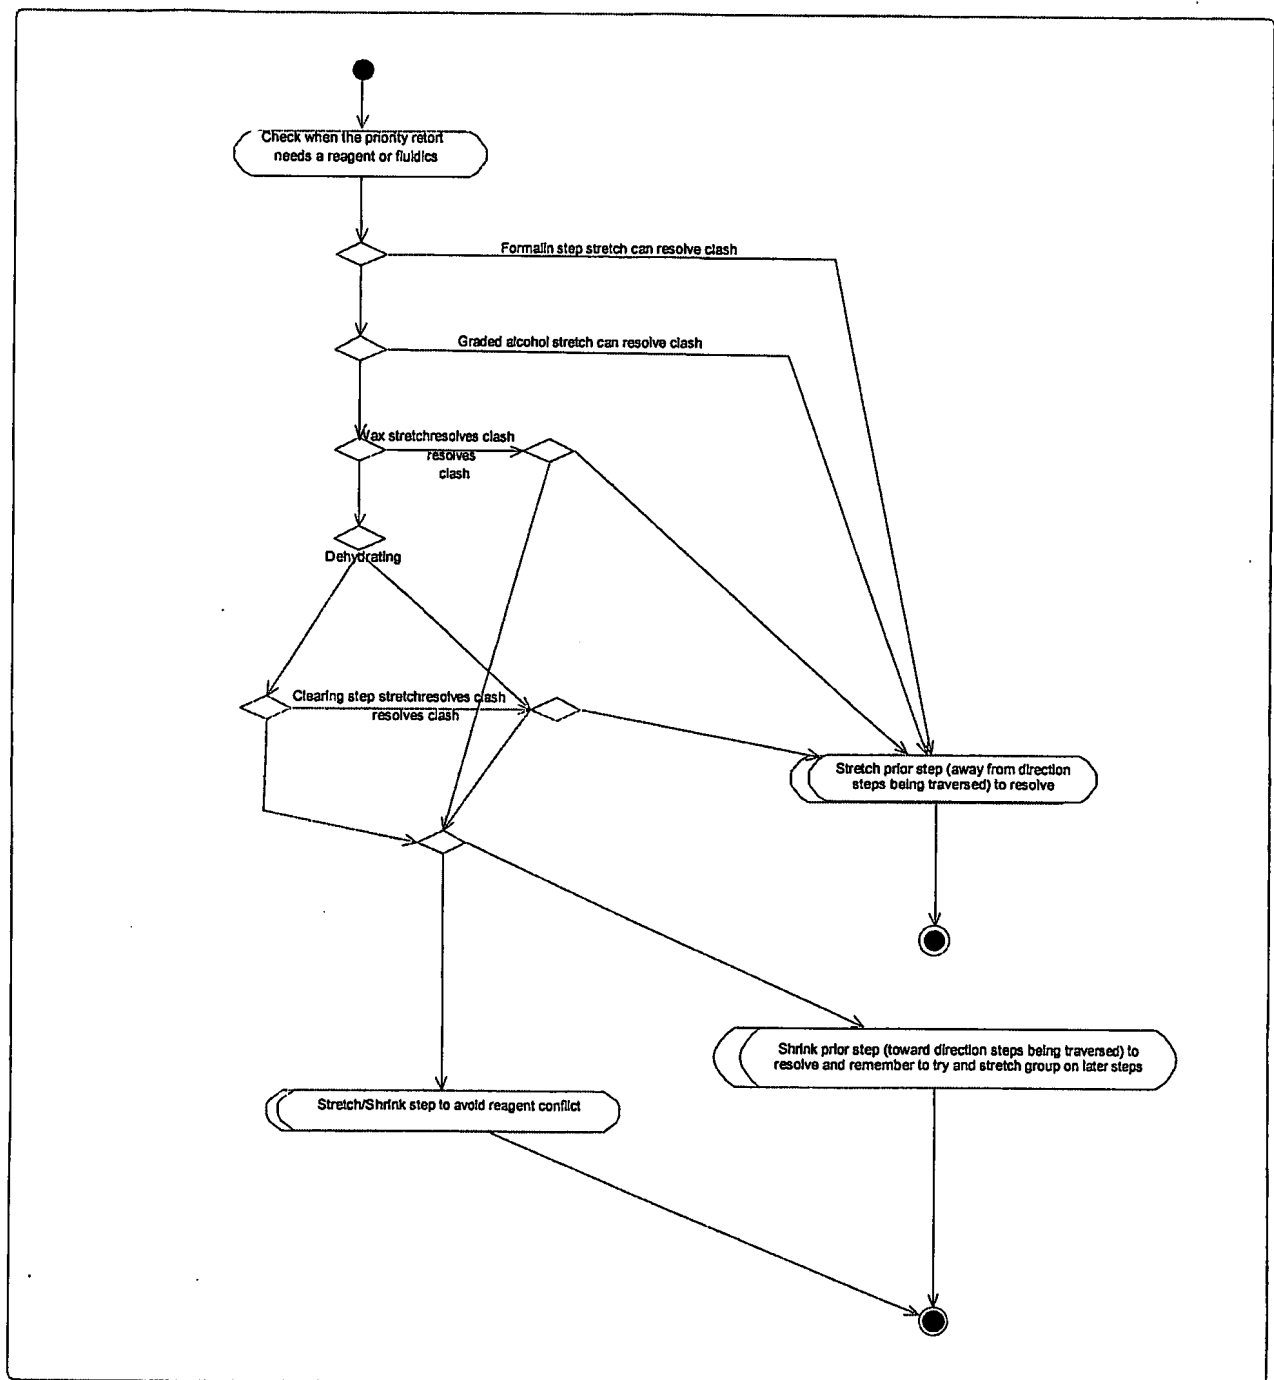 Check when the priority retort
needs a reagent or fluidics
Formalin step stretch can resolve clash
Graded alcohol stretch can resolve clash
Wax stretchresolves clash
resolves
clash
Dehydrating
Clearing step stretchresolves clash
resolves clash
Stretch prior step (away from direction
steps being traversed) to resolve
Shrink prior step (toward direction steps being traversed) to
resolve and remember to try and stretch group on later steps
Stretch/Shrink step to avoid reagent conflict